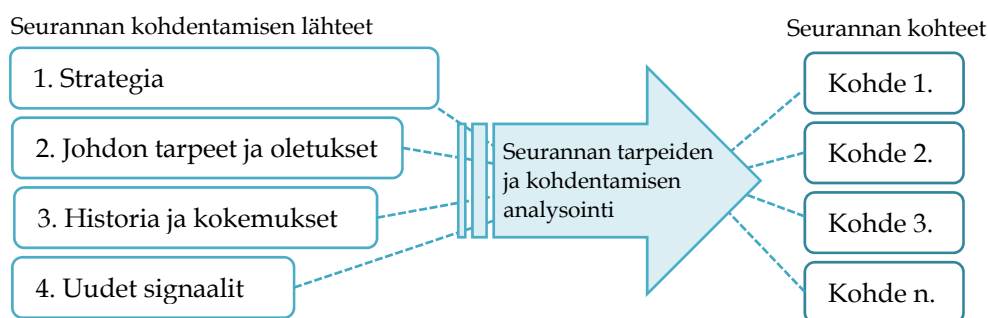 Seurannan kohdentamisen lähteet
1. Strategia
2. Johdon tarpeet ja oletukset
3. Historia ja kokemukset
4. Uudet signaalit
Seurannan tarpeiden
ja kohdentamisen
analysointi
Seurannan kohteet
Kohde 1.
Kohde 2.
Kohde 3.
Kohde n.